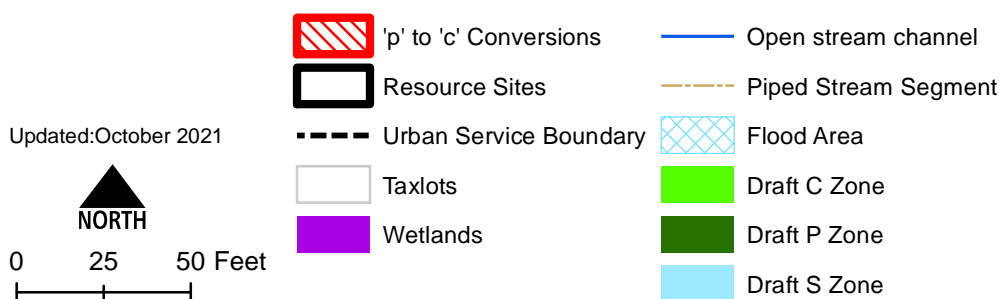 Updated:October 2021
NORTH
0 25 50 Feet
'p' to 'c' Conversions
Resource Sites
Urban Service Boundary
Taxlots
Wetlands
Open stream channel
Piped Stream Segment
Flood Area
Draft C Zone
Draft P Zone
Draft S Zone